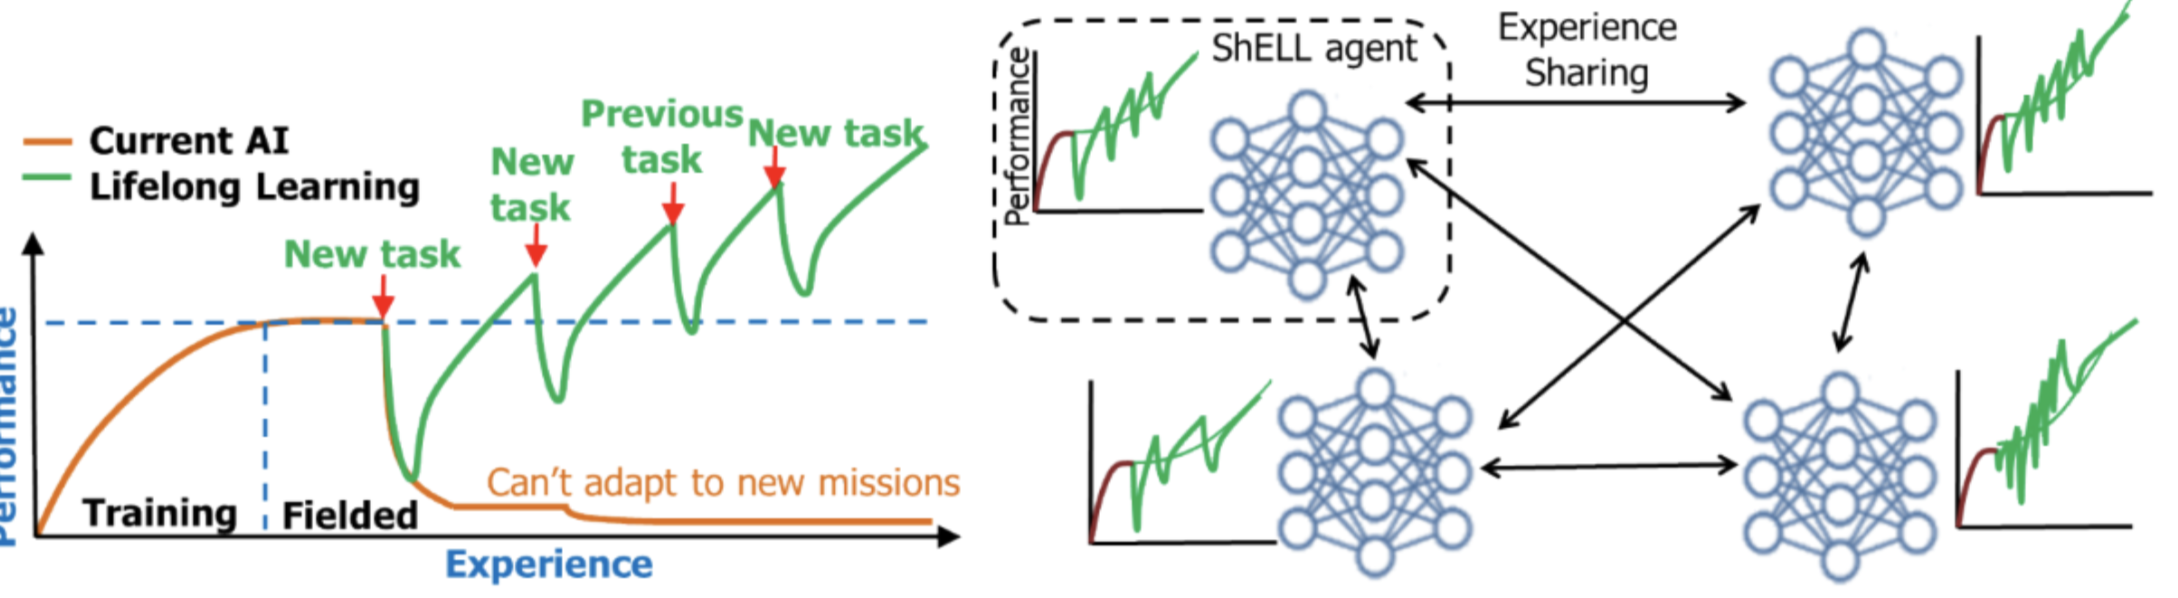 Current AI
Lifelong Learning
New task
New
task
Previous
task
New task
Can't adapt to new missions
Training
Fielded
Performance
Experience
Performance
ShELL agent
Experience
Sharing